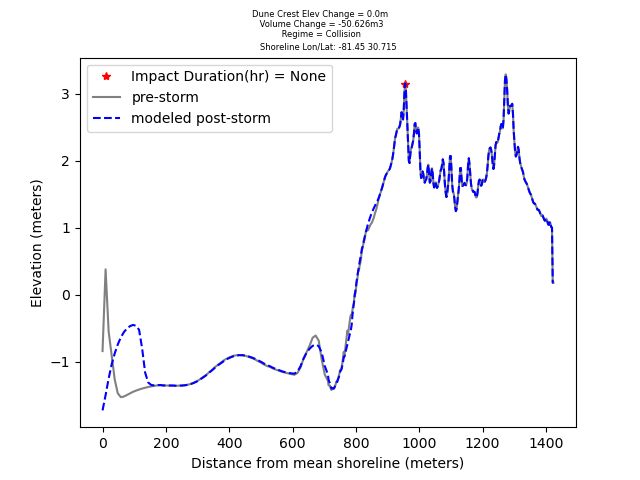 Dune Crest Elev Change = 0.0m
Volume Change = -50.626m3
Regime = Collision
Shoreline Lon/Lat: -81.45 30.715
Impact Duration(hr) = None
pre-storm
modeled post-storm
Elevation (meters)
3
2
1
0
−1
0 200 400 600 800 1000 1200 1400
Distance from mean shoreline (meters)